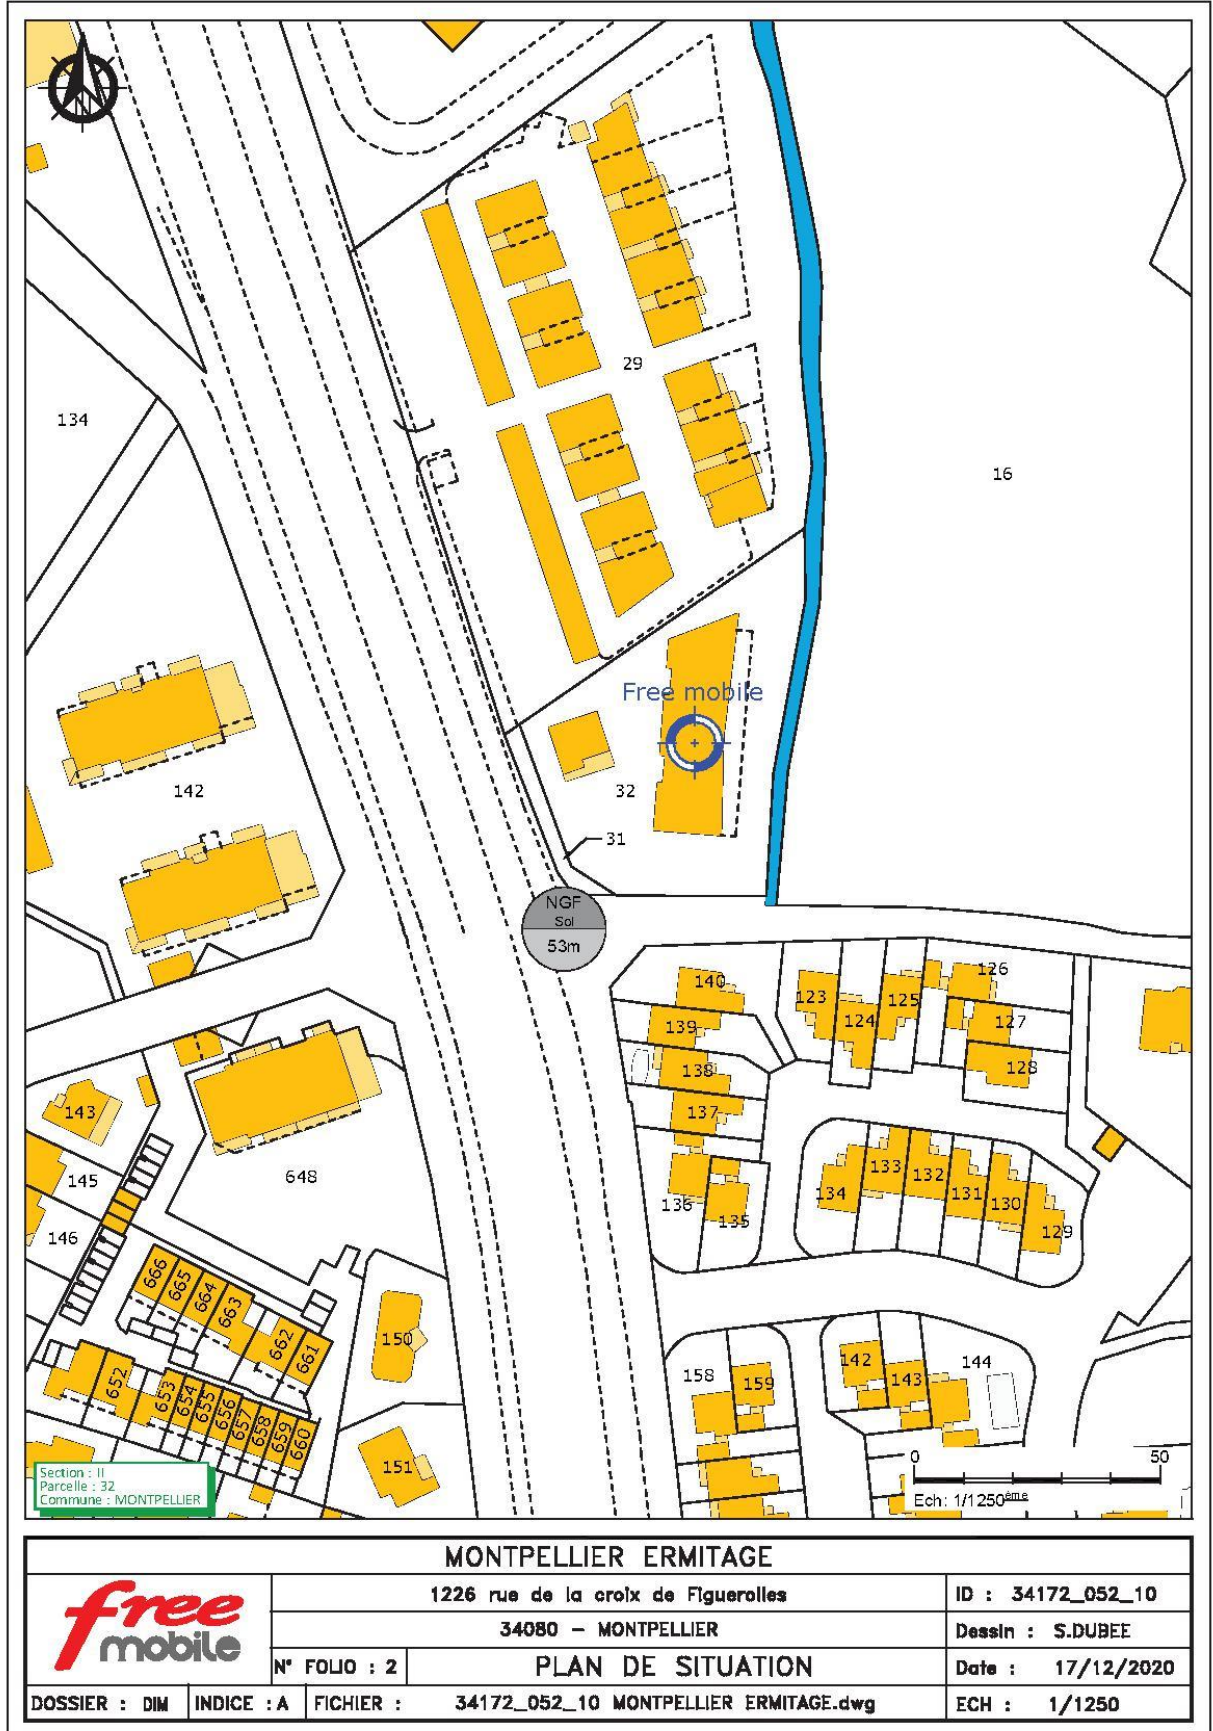 N
29
134
16
Free mobile
32
142
31
NGF
Sol
53m
140
123
125
126
139
124
127
138
128
143
137
145
648
136
135
134
133
132
131
130
129
146
666
665
664
663
662
661
150
652
653
654
655
656
657
658
659
660
151
158
159
142
143
144
0 50
Ech: 1/1250ème
Section : II
Parcelle : 32
Commune : MONTPELLIER
MONTPELLIER ERMITAGE
free
mobile
1226 rue de la croix de Figuerolles
ID : 34172_052_10
34080 – MONTPELLIER
Dessin : S.DUBEE
N° FOLIO : 2
PLAN DE SITUATION
Date : 17/12/2020
DOSSIER : DIM
INDICE : A
FICHIER : 34172_052_10 MONTPELLIER ERMITAGE.dwg
ECH : 1/1250